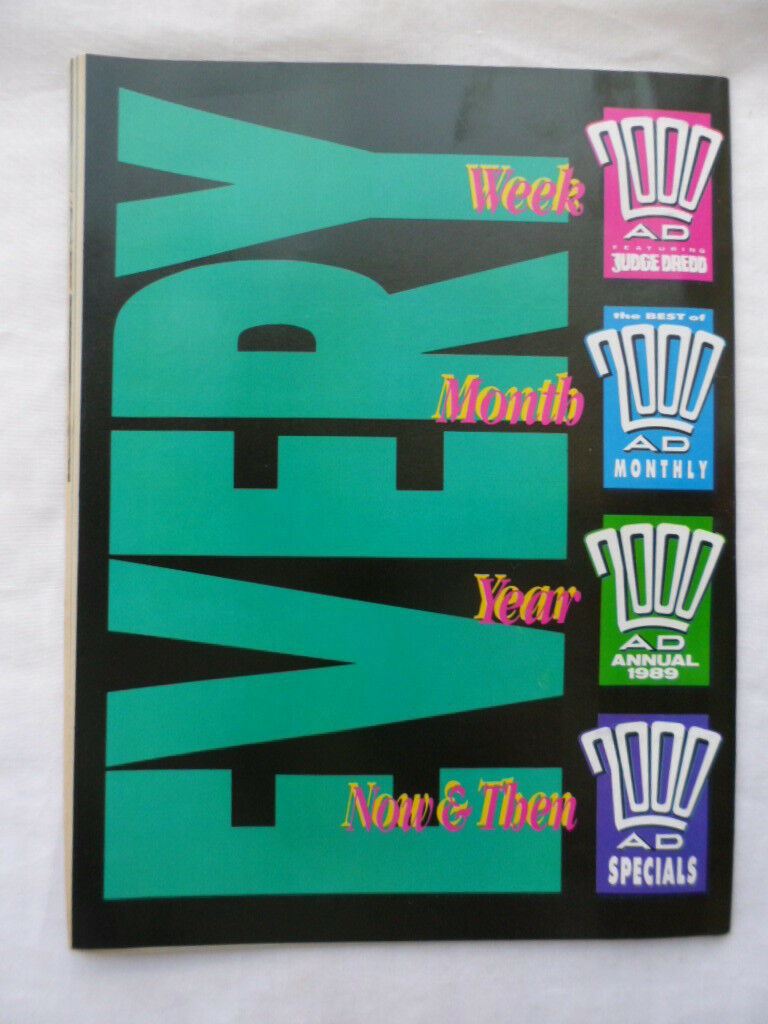 EVERY
Week
2000
AD
FEATURING
JUDGE DREDD
Month
the BEST of
2000
AD
MONTHLY
Year
2000
AD
ANNUAL
1989
Now & Then
2000
AD
SPECIALS